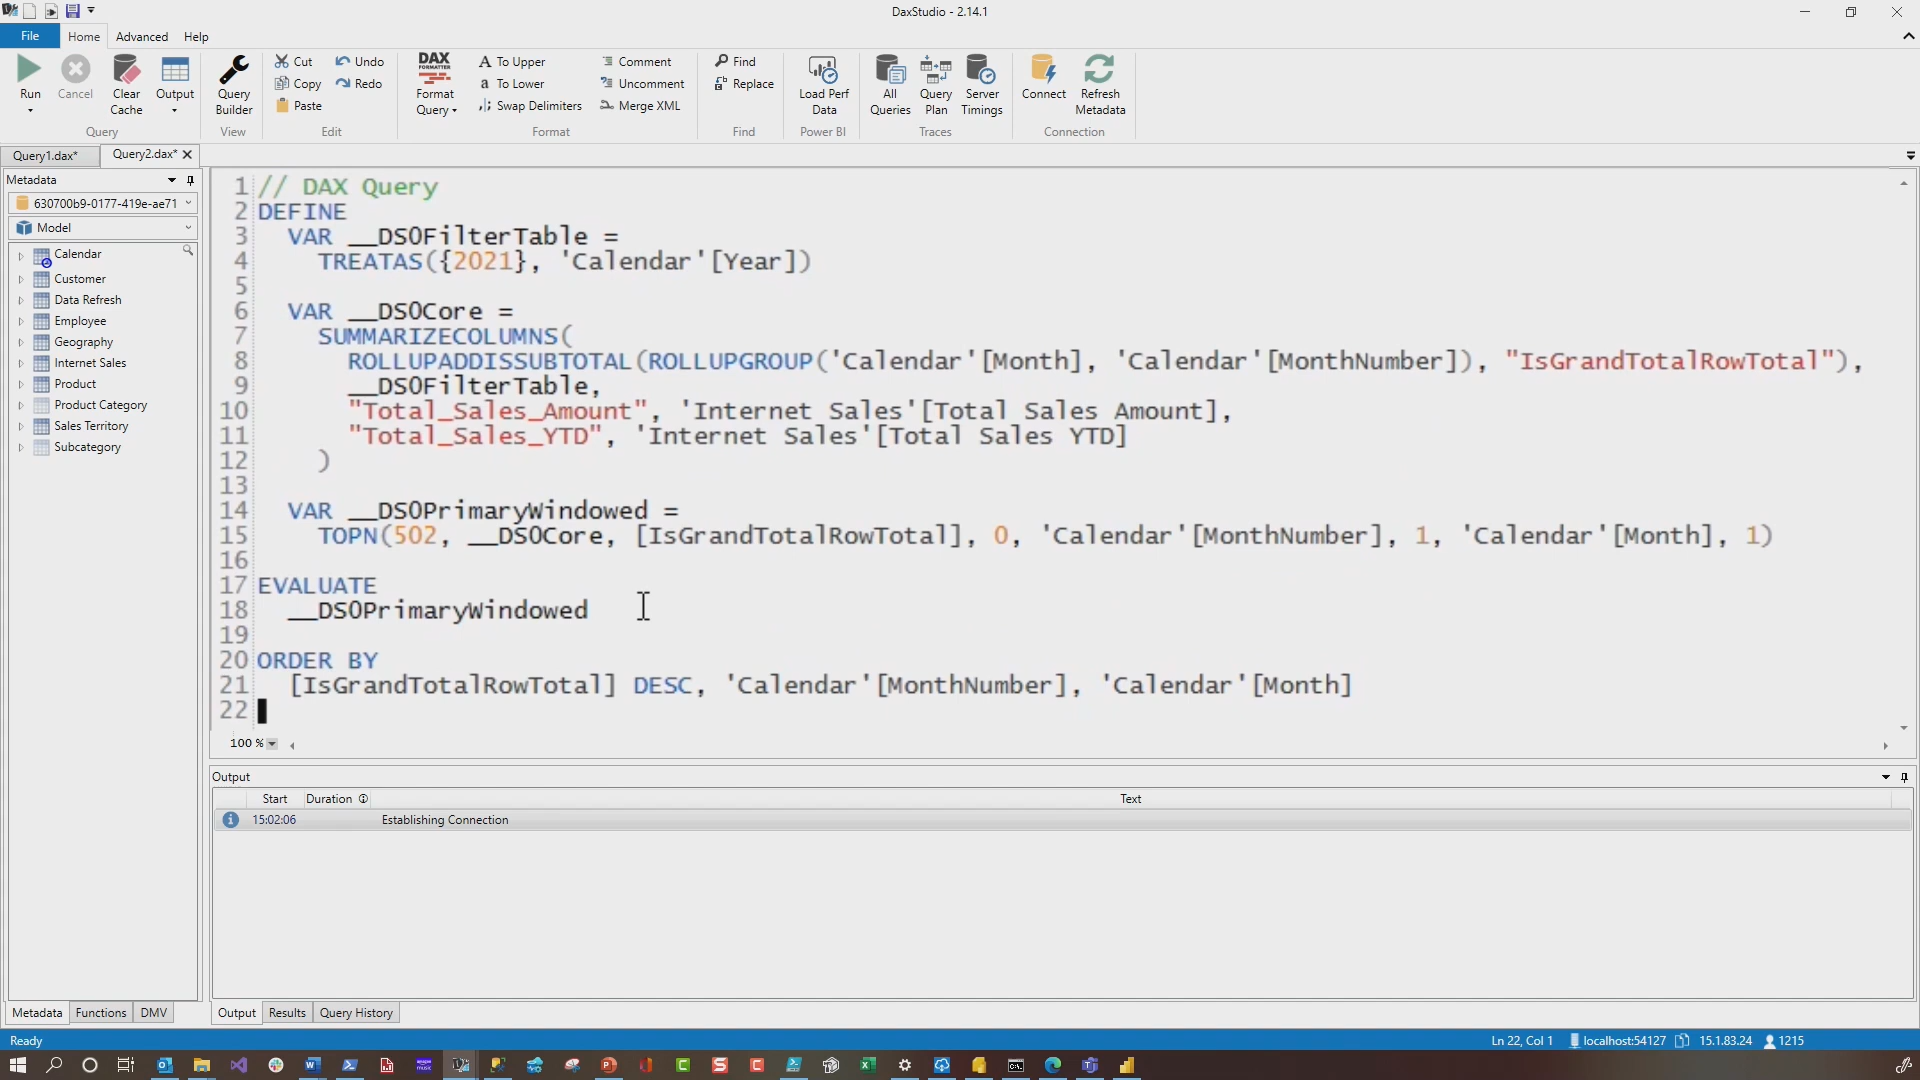 DaxStudio - 2.14.1
File Home Advanced Help
Run
Cancel
Clear Cache
Output
Query
Query Builder
View
Cut
Copy
Paste
Undo
Redo
Edit
DAX FORMATTER
Format Query
To Upper
To Lower
Swap Delimiters
Comment
Uncomment
Merge XML
Format
Find
Replace
Find
Load Perf Data
Power BI
All Queries
Query Plan
Server Timings
Traces
Connect
Refresh Metadata
Connection
Query1.dax*
Query2.dax*
Metadata
630700b9-0177-419e-ae71
Model
Calendar
Customer
Data Refresh
Employee
Geography
Internet Sales
Product
Product Category
Sales Territory
Subcategory
1 // DAX Query
2 DEFINE
3 VAR __DS0FilterTable =
4 TREATAS({2021}, 'Calendar'[Year])
5
6 VAR __DS0Core =
7 SUMMARIZECOLUMNS(
8 ROLLUPADDISSUBTOTAL(ROLLUPGROUP('Calendar'[Month], 'Calendar'[MonthNumber]), "IsGrandTotalRowTotal"),
9 __DS0FilterTable,
10 "Total_Sales_Amount", 'Internet Sales'[Total Sales Amount],
11 "Total_Sales_YTD", 'Internet Sales'[Total Sales YTD]
12 )
13
14 VAR __DS0PrimaryWindowed =
15 TOPN(502, __DS0Core, [IsGrandTotalRowTotal], 0, 'Calendar'[MonthNumber], 1, 'Calendar'[Month], 1)
16
17 EVALUATE
18 __DS0PrimaryWindowed
19
20 ORDER BY
21 [IsGrandTotalRowTotal] DESC, 'Calendar'[MonthNumber], 'Calendar'[Month]
22
100 %
Output
Start Duration Text
15:02:06 Establishing Connection
Metadata Functions DMV
Output Results Query History
Ready
Ln 22, Col 1 localhost:54127 15.1.83.24 1215